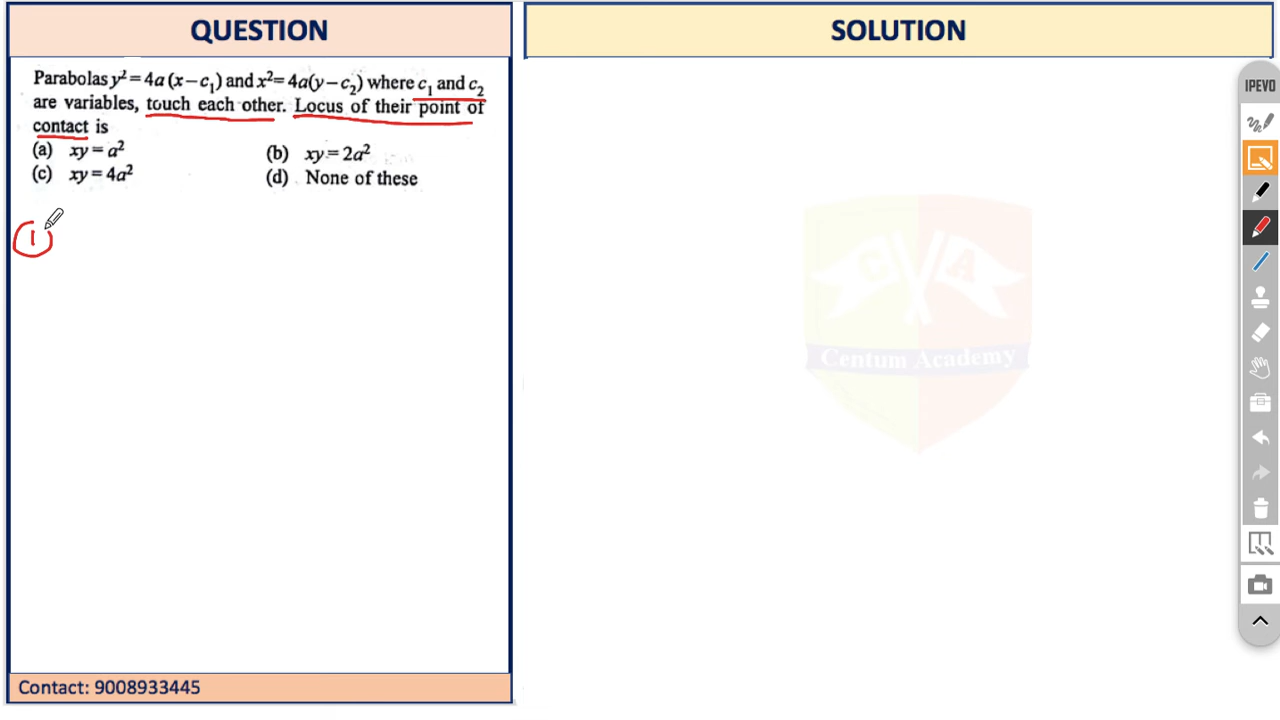 QUESTION
Parabolas y² = 4a (x – c₁) and x² = 4a(y – c₂) where c₁ and c₂
are variables, touch each other. Locus of their point of
contact is
(a) xy = a²
(b) xy = 2a²
(c) xy = 4a²
(d) None of these
1
Contact: 9008933445
SOLUTION
C A
Centum Academy
IPEVO